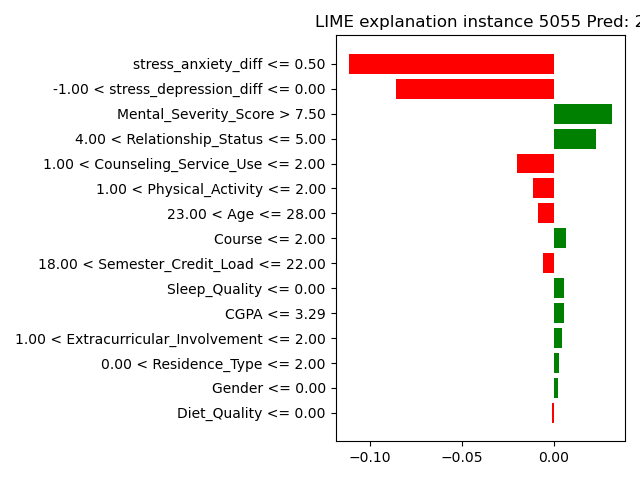 LIME explanation instance 5055 Pred: 2
stress_anxiety_diff <= 0.50
-1.00 < stress_depression_diff <= 0.00
Mental_Severity_Score > 7.50
4.00 < Relationship_Status <= 5.00
1.00 < Counseling_Service_Use <= 2.00
1.00 < Physical_Activity <= 2.00
23.00 < Age <= 28.00
Course <= 2.00
18.00 < Semester_Credit_Load <= 22.00
Sleep_Quality <= 0.00
CGPA <= 3.29
1.00 < Extracurricular_Involvement <= 2.00
0.00 < Residence_Type <= 2.00
Gender <= 0.00
Diet_Quality <= 0.00
−0.10 −0.05 0.00